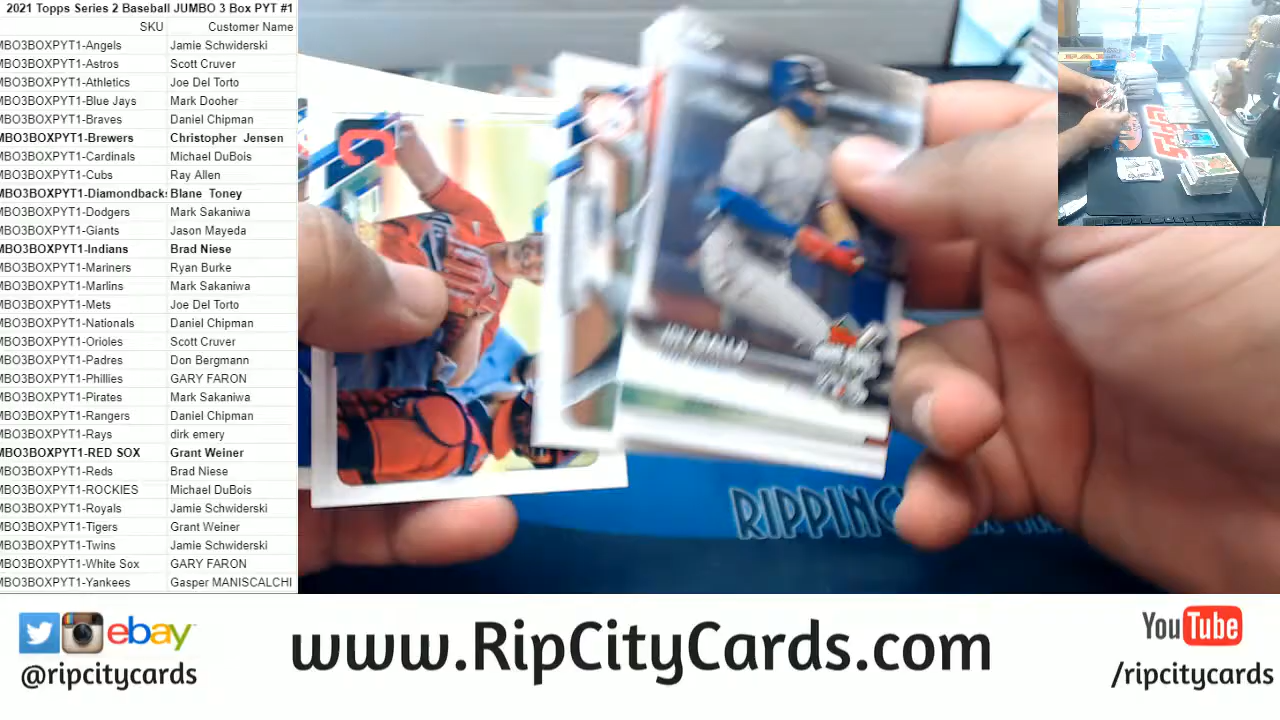 2021 Topps Series 2 Baseball JUMBO 3 Box PYT #1
SKU Customer Name
MBO3BOXPYT1-Angels Jamie Schwiderski
MBO3BOXPYT1-Astros Scott Cruver
MBO3BOXPYT1-Athletics Joe Del Torto
MBO3BOXPYT1-Blue Jays Mark Dooher
MBO3BOXPYT1-Braves Daniel Chipman
MBO3BOXPYT1-Brewers Christopher Jensen
MBO3BOXPYT1-Cardinals Michael DuBois
MBO3BOXPYT1-Cubs Ray Allen
MBO3BOXPYT1-Diamondbacks Blane Toney
MBO3BOXPYT1-Dodgers Mark Sakaniwa
MBO3BOXPYT1-Giants Jason Mayeda
MBO3BOXPYT1-Indians Brad Niese
MBO3BOXPYT1-Mariners Ryan Burke
MBO3BOXPYT1-Marlins Mark Sakaniwa
MBO3BOXPYT1-Mets Joe Del Torto
MBO3BOXPYT1-Nationals Daniel Chipman
MBO3BOXPYT1-Orioles Scott Cruver
MBO3BOXPYT1-Padres Don Bergmann
MBO3BOXPYT1-Phillies GARY FARON
MBO3BOXPYT1-Pirates Mark Sakaniwa
MBO3BOXPYT1-Rangers Daniel Chipman
MBO3BOXPYT1-Rays dirk emery
MBO3BOXPYT1-RED SOX Grant Weiner
MBO3BOXPYT1-Reds Brad Niese
MBO3BOXPYT1-ROCKIES Michael DuBois
MBO3BOXPYT1-Royals Jamie Schwiderski
MBO3BOXPYT1-Tigers Grant Weiner
MBO3BOXPYT1-Twins Jamie Schwiderski
MBO3BOXPYT1-White Sox GARY FARON
MBO3BOXPYT1-Yankees Gasper MANISCALCHI
JOEY GALLO
RIPPING
ebay
@ripcitycards
www.RipCityCards.com
YouTube
/ripcitycards